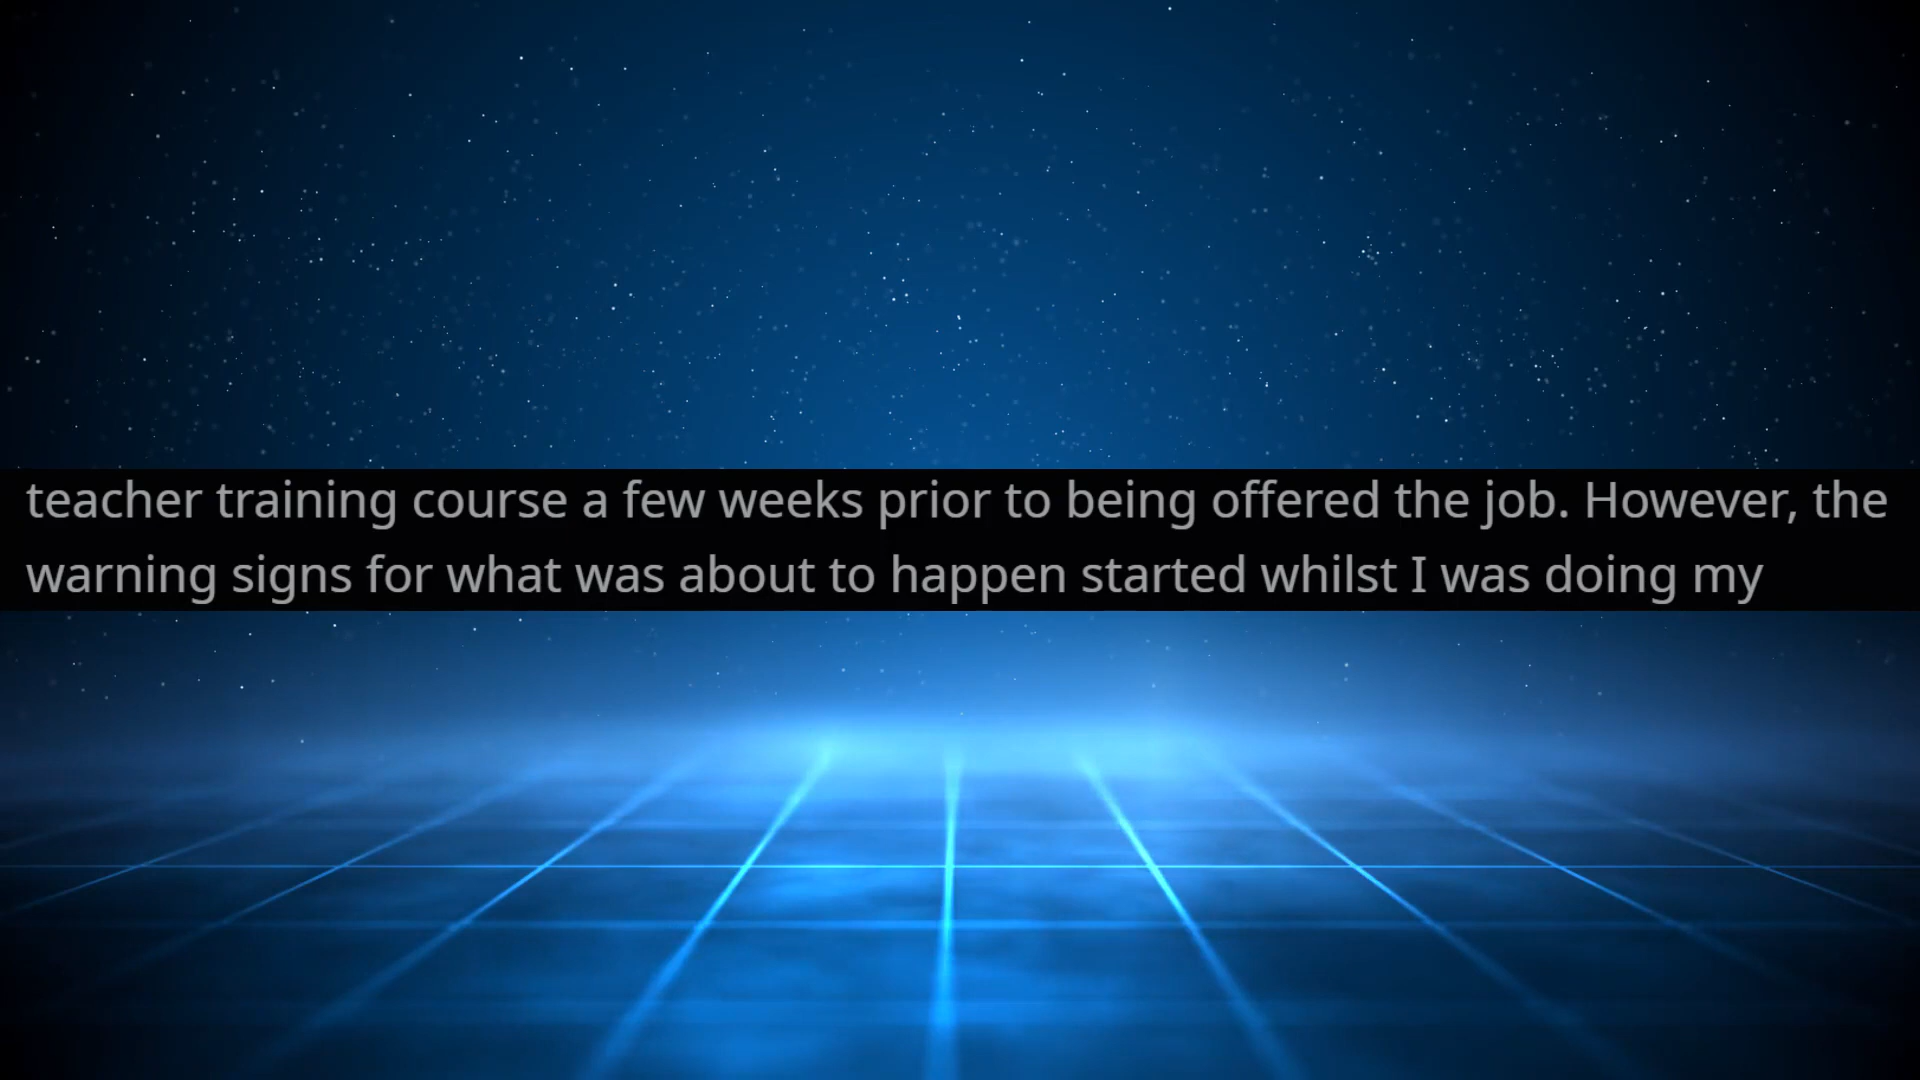 teacher training course a few weeks prior to being offered the job. However, the
warning signs for what was about to happen started whilst I was doing my